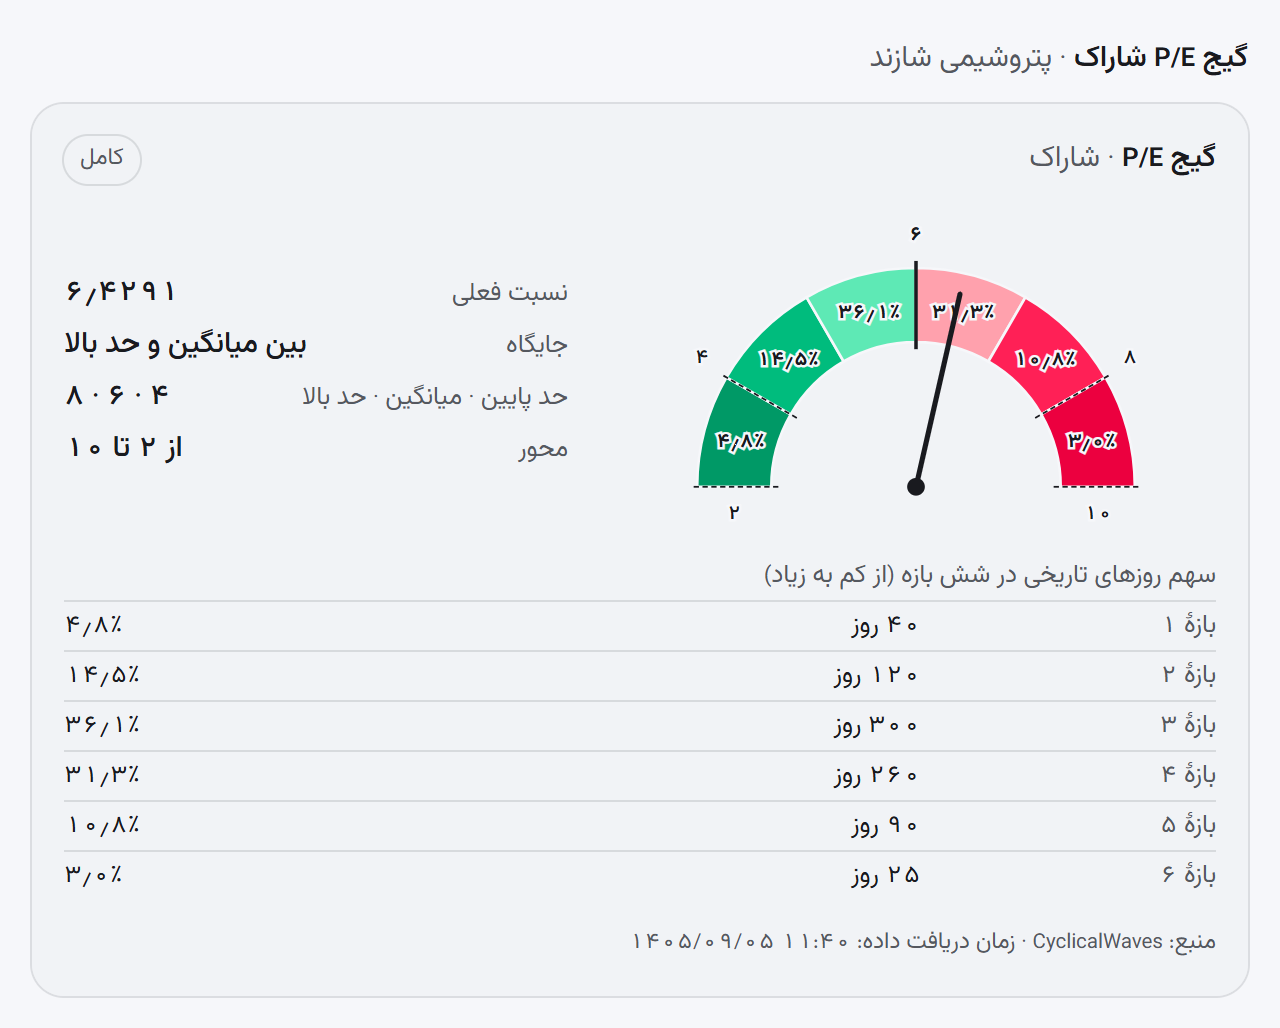 گیج P/E شاراک · پتروشیمی شازند
گیج P/E · شاراک
کامل
۶
۳۶٫۱٪
۳۱٫۳٪
۴
۱۴٫۵٪
۱۰٫۸٪
۸
۴٫۸٪
۳٫۰٪
۲
۱۰
نسبت فعلی ۶٫۴۲۹۱
جایگاه بین میانگین و حد بالا
حد پایین · میانگین · حد بالا ۴ · ۶ · ۸
محور از ۲ تا ۱۰
سهم روزهای تاریخی در شش بازه (از کم به زیاد)
بازهٔ ۱ ۴۰ روز ۴٫۸٪
بازهٔ ۲ ۱۲۰ روز ۱۴٫۵٪
بازهٔ ۳ ۳۰۰ روز ۳۶٫۱٪
بازهٔ ۴ ۲۶۰ روز ۳۱٫۳٪
بازهٔ ۵ ۹۰ روز ۱۰٫۸٪
بازهٔ ۶ ۲۵ روز ۳٫۰٪
منبع: CyclicalWaves · زمان دریافت داده: ۱۴۰۵/۰۹/۰۵ ۱۱:۴۰